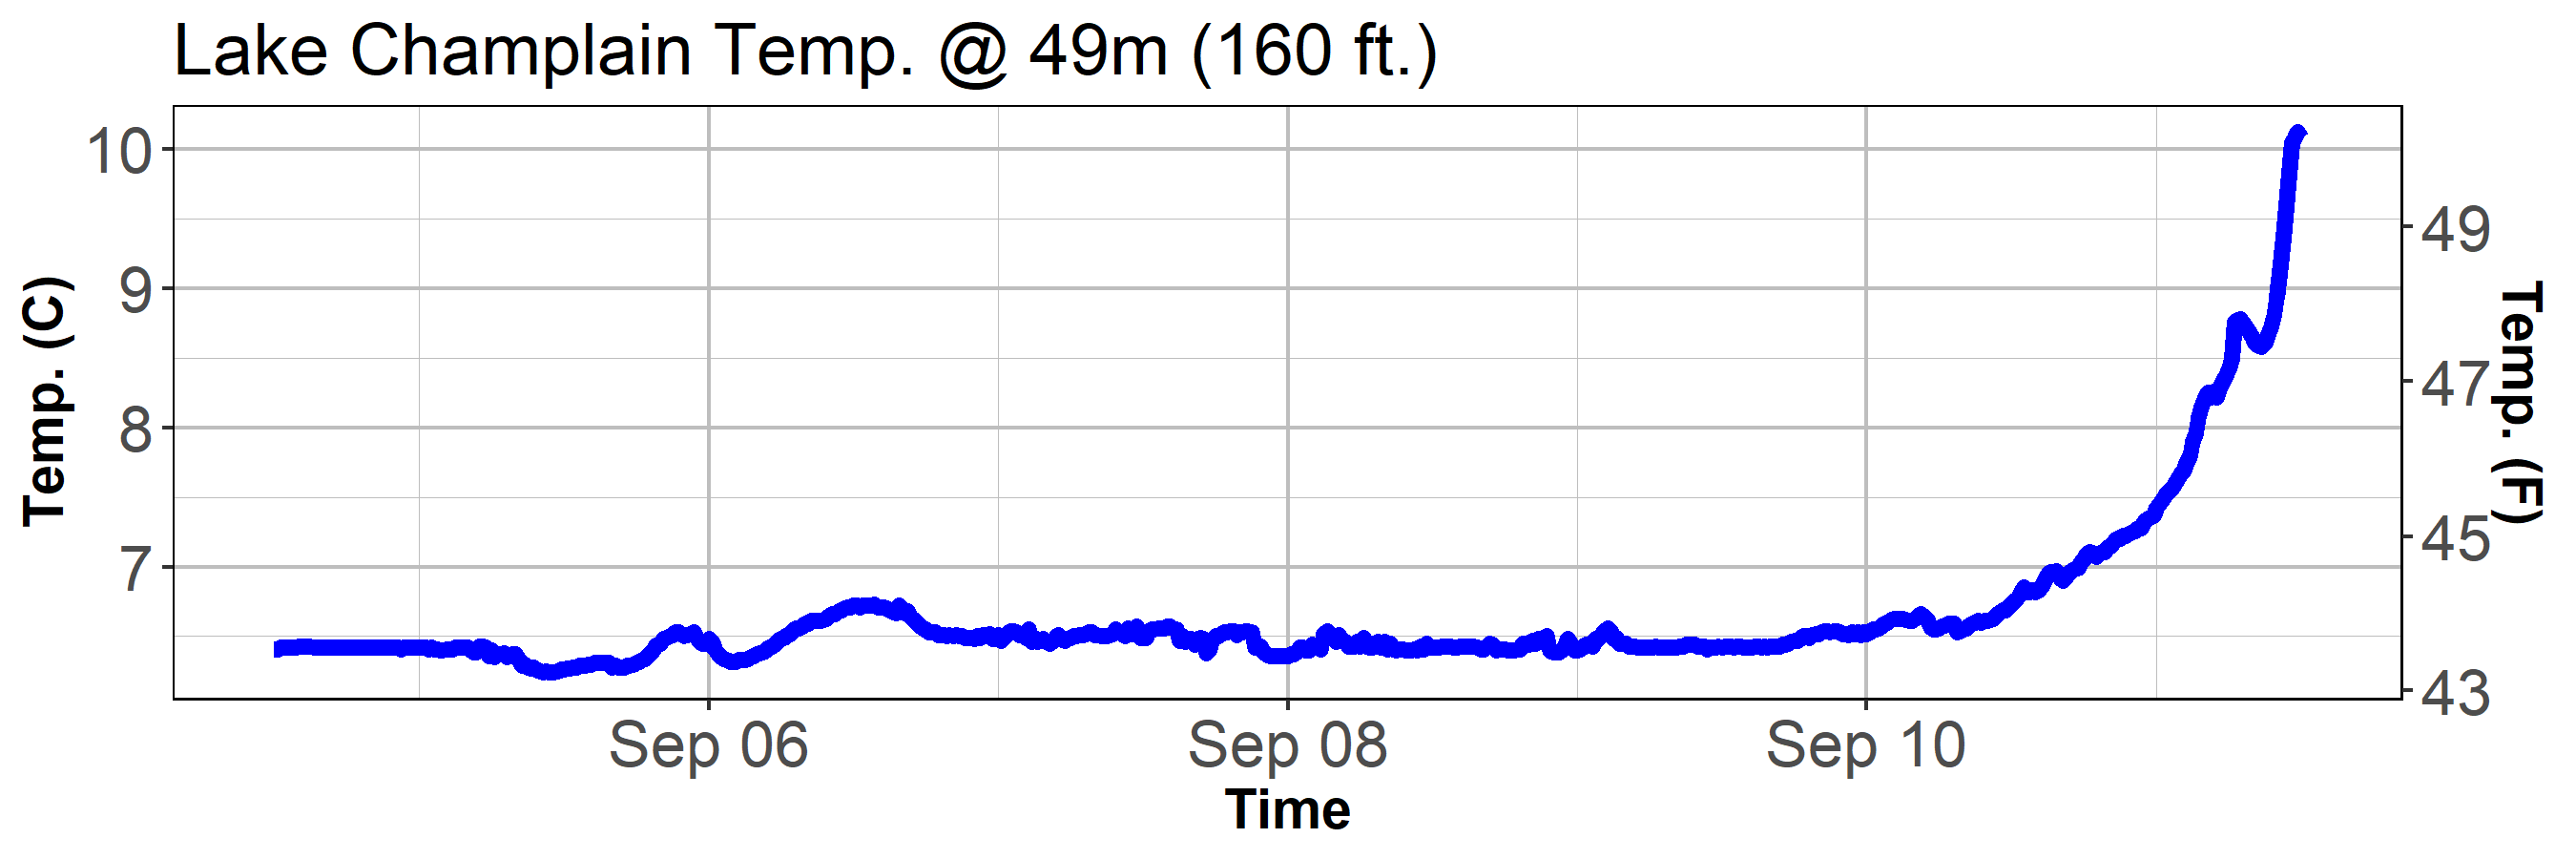 Lake Champlain Temp. @ 49m (160 ft.)
10
9
8
7
Temp. (C)
49
47
45
43
Temp. (F)
Sep 06 Sep 08 Sep 10
Time